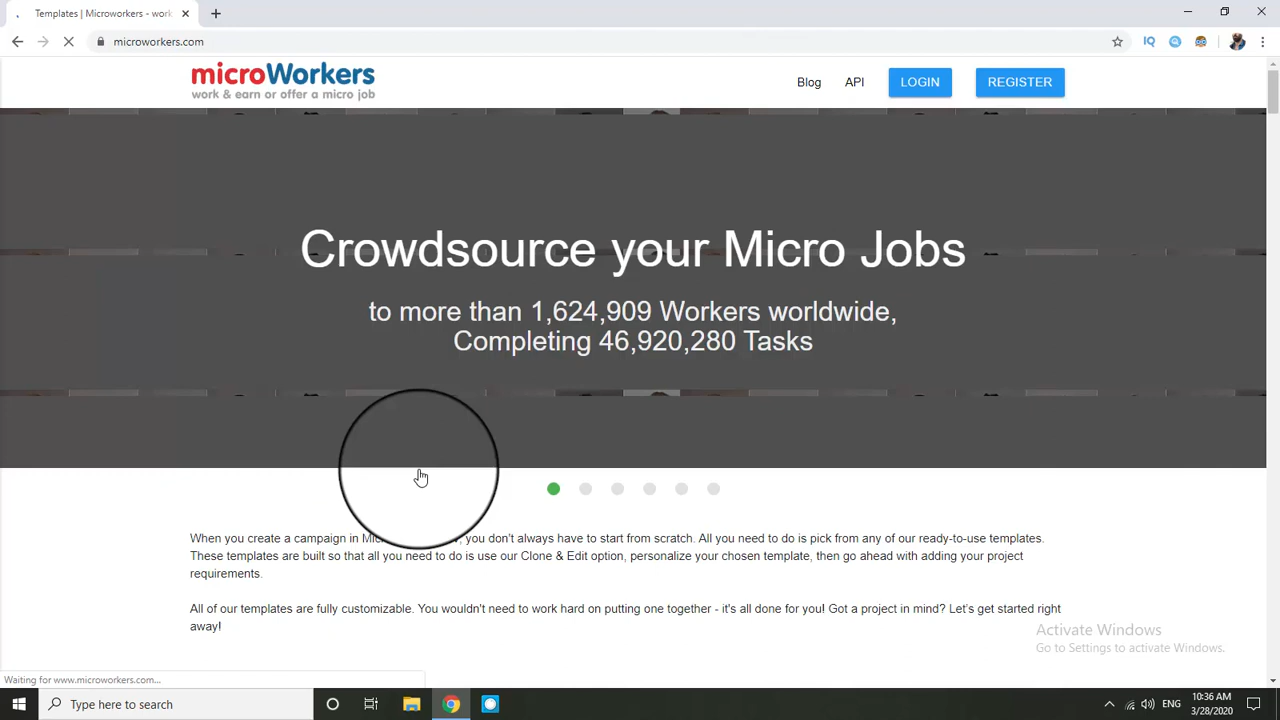 Templates | Microworkers - work
microworkers.com
microWorkers
work & earn or offer a micro job
Blog
API
LOGIN
REGISTER
Crowdsource your Micro Jobs
to more than 1,624,909 Workers worldwide,
Completing 46,920,280 Tasks
When you create a campaign in Mic you don't always have to start from scratch. All you need to do is pick from any of our ready-to-use templates.
These templates are built so that all you need to do is use our Clone & Edit option, personalize your chosen template, then go ahead with adding your project
requirements.
All of our templates are fully customizable. You wouldn't need to work hard on putting one together - it's all done for you! Got a project in mind? Let's get started right
away!
Activate Windows
Go to Settings to activate Windows.
Waiting for www.microworkers.com...
Type here to search
ENG
10:36 AM
3/28/2020